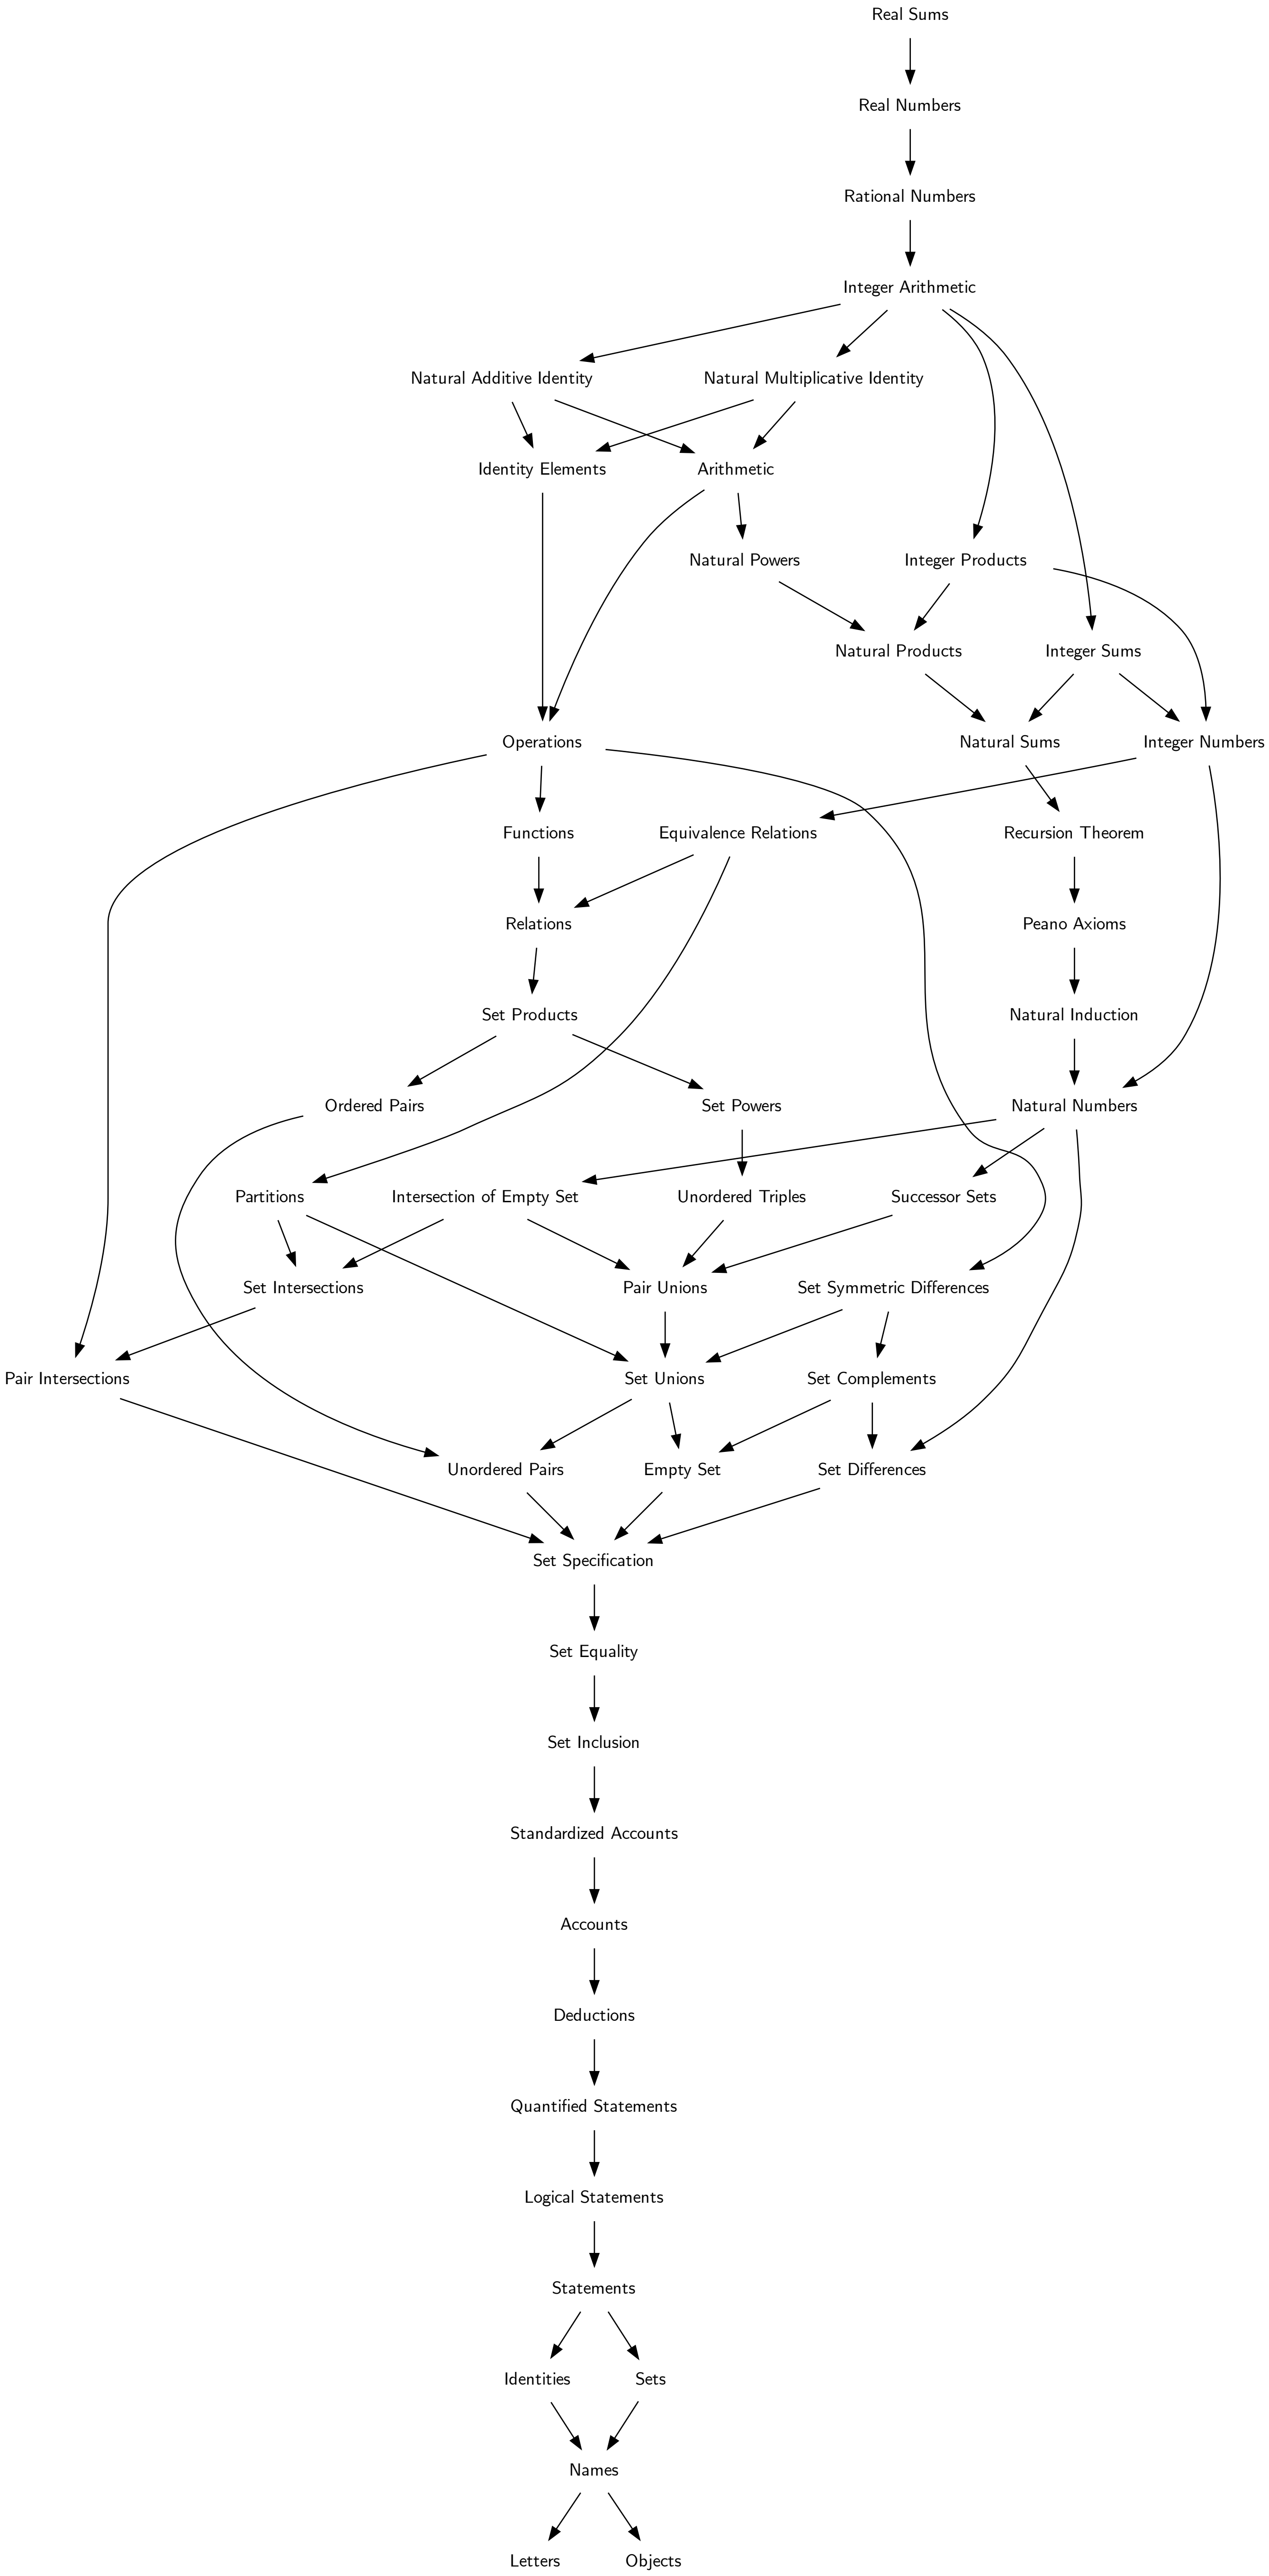 Real Sums
Real Numbers
Rational Numbers
Integer Arithmetic
Natural Additive Identity
Natural Multiplicative Identity
Identity Elements
Arithmetic
Natural Powers
Integer Products
Natural Products
Integer Sums
Operations
Natural Sums
Integer Numbers
Functions
Equivalence Relations
Recursion Theorem
Relations
Peano Axioms
Set Products
Natural Induction
Ordered Pairs
Set Powers
Natural Numbers
Partitions
Intersection of Empty Set
Unordered Triples
Successor Sets
Set Intersections
Pair Unions
Set Symmetric Differences
Pair Intersections
Set Unions
Set Complements
Unordered Pairs
Empty Set
Set Differences
Set Specification
Set Equality
Set Inclusion
Standardized Accounts
Accounts
Deductions
Quantified Statements
Logical Statements
Statements
Identities
Sets
Names
Letters
Objects